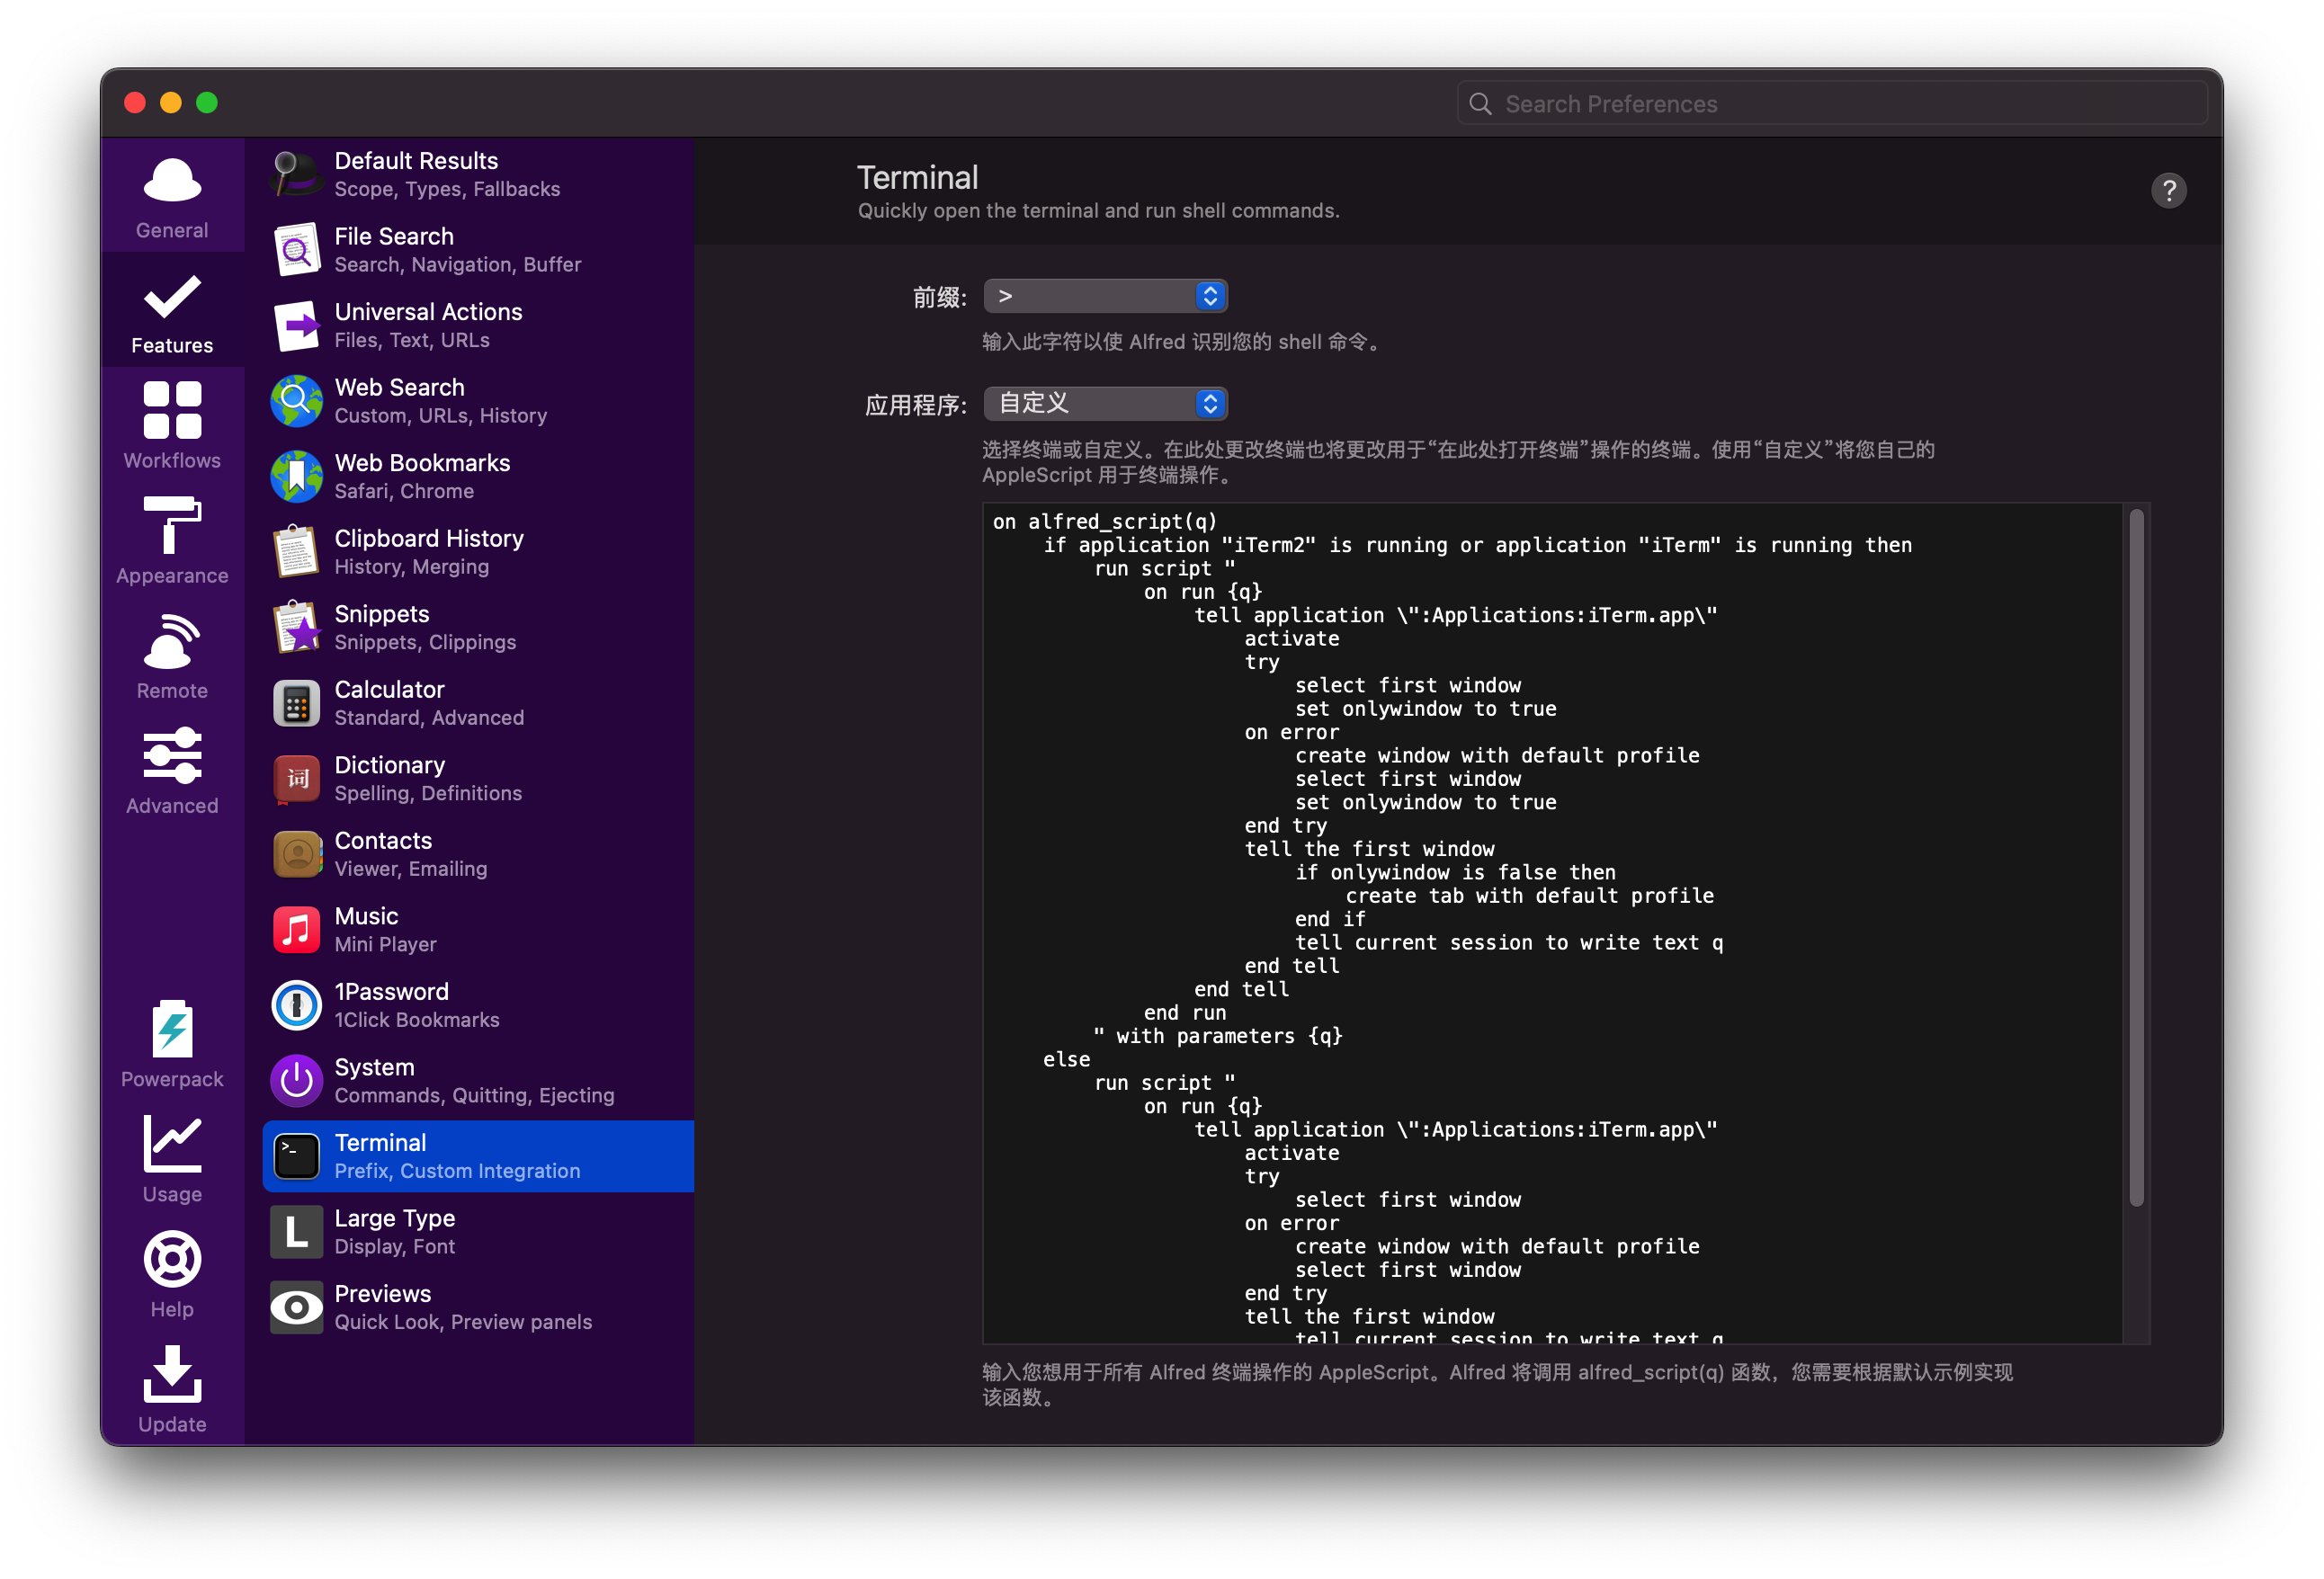 Search Preferences
General
Features
Workflows
Appearance
Remote
Advanced
Powerpack
Usage
Help
Update
Default Results
Scope, Types, Fallbacks
File Search
Search, Navigation, Buffer
Universal Actions
Files, Text, URLs
Web Search
Custom, URLs, History
Web Bookmarks
Safari, Chrome
Clipboard History
History, Merging
Snippets
Snippets, Clippings
Calculator
Standard, Advanced
词
Dictionary
Spelling, Definitions
Contacts
Viewer, Emailing
Music
Mini Player
1Password
1Click Bookmarks
System
Commands, Quitting, Ejecting
>_
Terminal
Prefix, Custom Integration
L
Large Type
Display, Font
Previews
Quick Look, Preview panels
Terminal
Quickly open the terminal and run shell commands.
?
前缀: >
输入此字符以使 Alfred 识别您的 shell 命令。
应用程序: 自定义
选择终端或自定义。在此处更改终端也将更改用于“在此处打开终端”操作的终端。使用“自定义”将您自己的
AppleScript 用于终端操作。
on alfred_script(q)
if application "iTerm2" is running or application "iTerm" is running then
run script "
on run {q}
tell application \":Applications:iTerm.app\"
activate
try
select first window
set onlywindow to true
on error
create window with default profile
select first window
set onlywindow to true
end try
tell the first window
if onlywindow is false then
create tab with default profile
end if
tell current session to write text q
end tell
end tell
end run
" with parameters {q}
else
run script "
on run {q}
tell application \":Applications:iTerm.app\"
activate
try
select first window
on error
create window with default profile
select first window
end try
tell the first window
tell current session to write text q
输入您想用于所有 Alfred 终端操作的 AppleScript。Alfred 将调用 alfred_script(q) 函数，您需要根据默认示例实现
该函数。